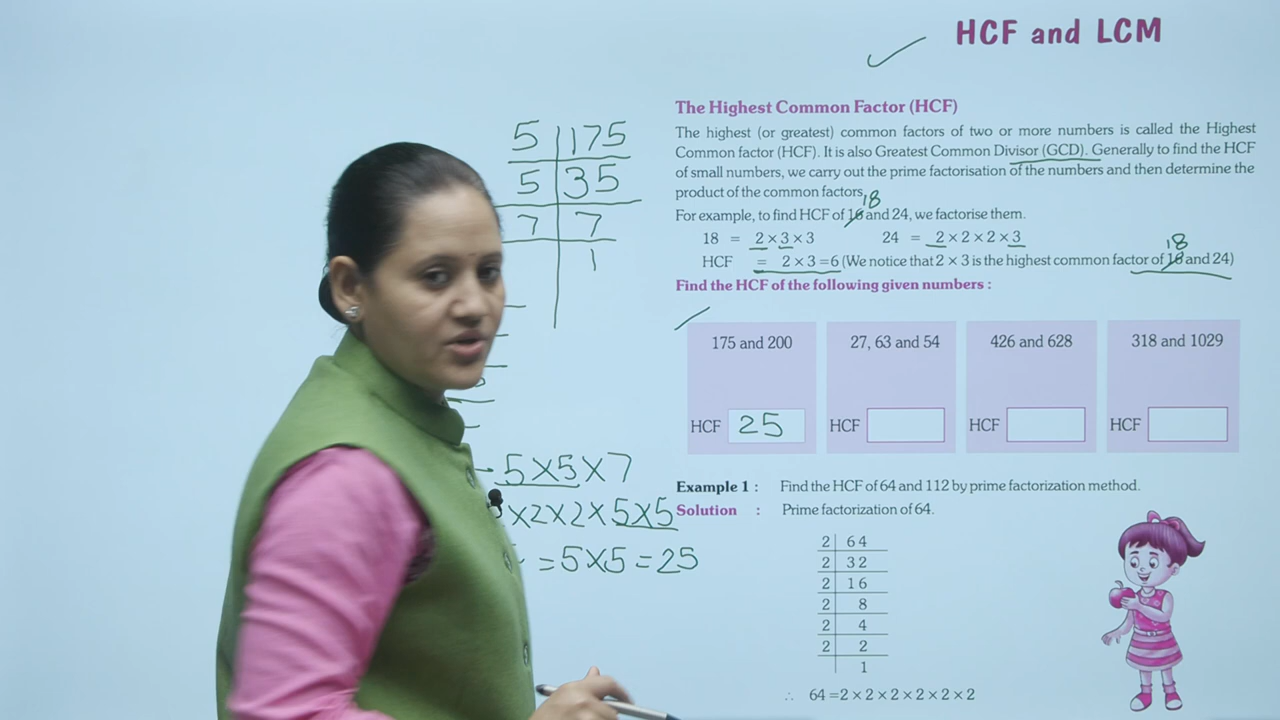 HCF and LCM
The Highest Common Factor (HCF)
The highest (or greatest) common factors of two or more numbers is called the Highest
Common factor (HCF). It is also Greatest Common Divisor (GCD). Generally to find the HCF
of small numbers, we carry out the prime factorisation of the numbers and then determine the
product of the common factors.
18
For example, to find HCF of 16 and 24, we factorise them.
18 = 2 × 3 × 3 24 = 2 × 2 × 2 × 3
18
HCF = 2 × 3 = 6 (We notice that 2 × 3 is the highest common factor of 18 and 24)
Find the HCF of the following given numbers :
175 and 200
HCF 25
27, 63 and 54
HCF
426 and 628
HCF
318 and 1029
HCF
Example 1 : Find the HCF of 64 and 112 by prime factorization method.
Solution : Prime factorization of 64.
2 64
2 32
2 16
2 8
2 4
2 2
1
∴ 64 = 2 × 2 × 2 × 2 × 2 × 2
5 175
5 35
7 7
1
5×5×7
×2×2×5×5
=5×5=25